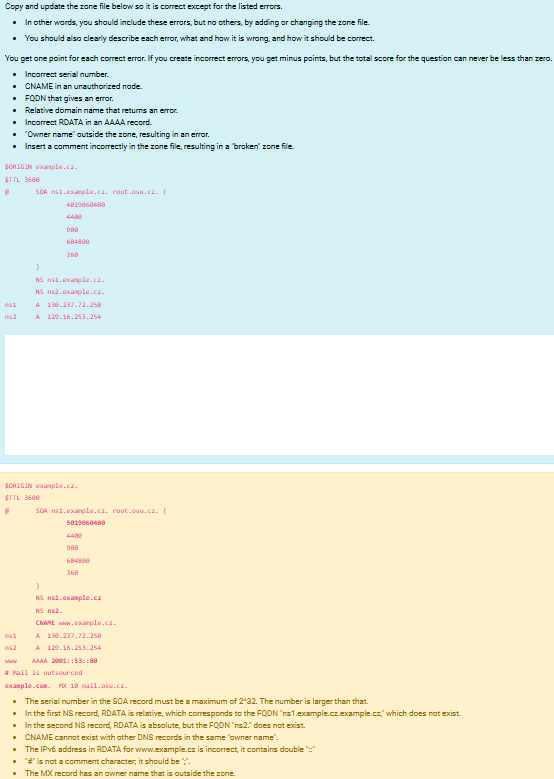 Copy and update the zone file below so it is correct except for the listed errors.
• In other words, you should include these errors, but no others, by adding or changing the zone file.
• You should also clearly describe each error, what and how it is wrong, and how it should be correct.
You get one point for each correct error. If you create incorrect errors, you get minus points, but the total score for the question can never be less than zero.
• Incorrect serial number.
• CNAME in an unauthorized node.
• FQDN that gives an error.
• Relative domain name that returns an error.
• Incorrect RDATA in an AAAA record.
• "Owner name" outside the zone, resulting in an error.
• Insert a comment incorrectly in the zone file, resulting in a "broken" zone file.
$ORIGIN example.cz.
$TTL 3600
@ SOA ns1.example.cz. root.osu.cz. (
4019060400
4400
900
604800
360
)
NS ns1.example.cz.
NS ns2.example.cz.
ns1 A 130.237.72.250
ns2 A 129.16.253.254
$ORIGIN example.cz.
$TTL 3600
@ SOA ns1.example.cz. root.osu.cz. (
5019060400
4400
900
604800
360
)
NS ns1.example.cz
NS ns2.
CNAME www.example.cz.
ns1 A 130.237.72.250
ns2 A 129.16.253.254
www AAAA 2001::53::80
# Mail is outsourced
example.com. MX 10 mail.osu.cz.
• The serial number in the SOA record must be a maximum of 2^32. The number is larger than that.
• In the first NS record, RDATA is relative, which corresponds to the FQDN "ns1.example.cz.example.cz," which does not exist.
• In the second NS record, RDATA is absolute, but the FQDN "ns2." does not exist.
• CNAME cannot exist with other DNS records in the same "owner name".
• The IPv6 address in RDATA for www.example.cz is incorrect, it contains double "::"
• "#" is not a comment character; it should be ";".
• The MX record has an owner name that is outside the zone.